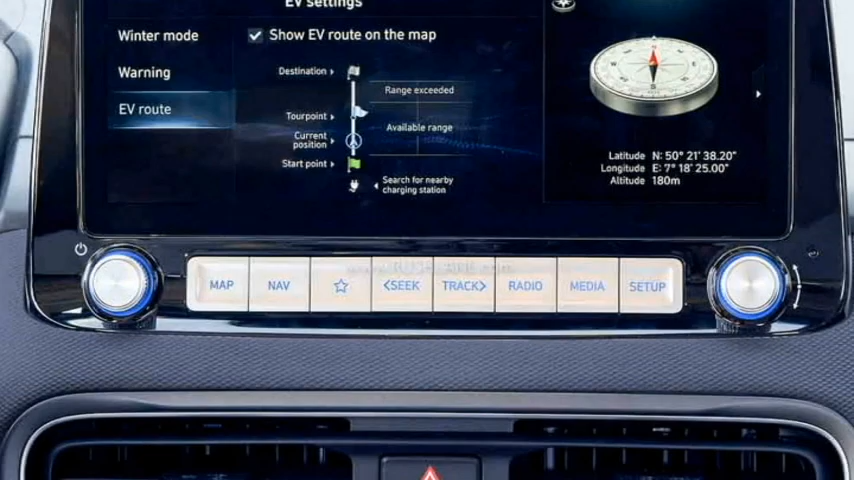 EV Settings
Winter mode
Warning
EV route
Show EV route on the map
Destination
Range exceeded
Tourpoint
Available range
Current
position
Start point
Search for nearby
charging station
Latitude N: 50° 21' 38.20"
Longitude E: 7° 18' 25.00"
Altitude 180m
MAP
NAV
<SEEK
TRACK>
RADIO
MEDIA
SETUP